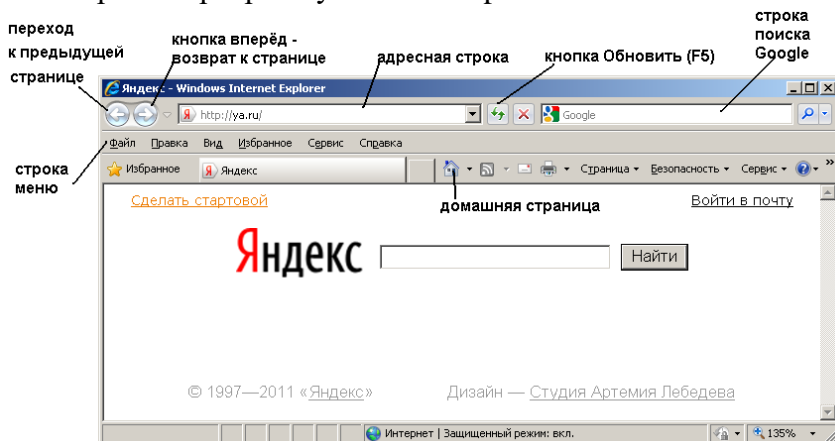 переход
к предыдущей
странице
кнопка вперёд -
возврат к странице
адресная строка
кнопка Обновить (F5)
строка
поиска
Google
Яндекс - Windows Internet Explorer
http://ya.ru/
Google
Файл Правка Вид Избранное Сервис Справка
строка
меню
Избранное Яндекс Страница Безопасность Сервис
Сделать стартовой
домашняя страница
Войти в почту
Яндекс Найти
© 1997—2011 «Яндекс» Дизайн — Студия Артемия Лебедева
Интернет | Защищенный режим: вкл. 135%